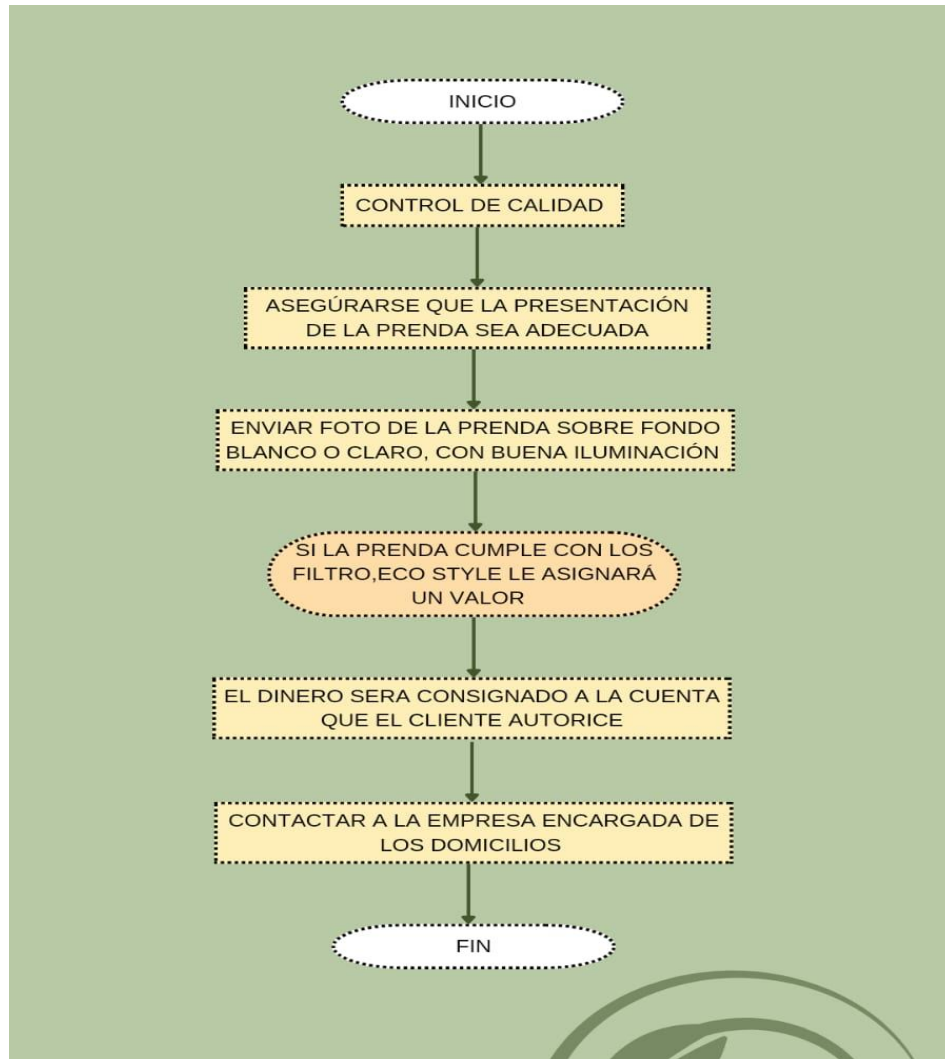 INICIO
CONTROL DE CALIDAD
ASEGÚRARSE QUE LA PRESENTACIÓN
DE LA PRENDA SEA ADECUADA
ENVIAR FOTO DE LA PRENDA SOBRE FONDO
BLANCO O CLARO, CON BUENA ILUMINACIÓN
SI LA PRENDA CUMPLE CON LOS
FILTRO,ECO STYLE LE ASIGNARÁ
UN VALOR
EL DINERO SERA CONSIGNADO A LA CUENTA
QUE EL CLIENTE AUTORICE
CONTACTAR A LA EMPRESA ENCARGADA DE
LOS DOMICILIOS
FIN